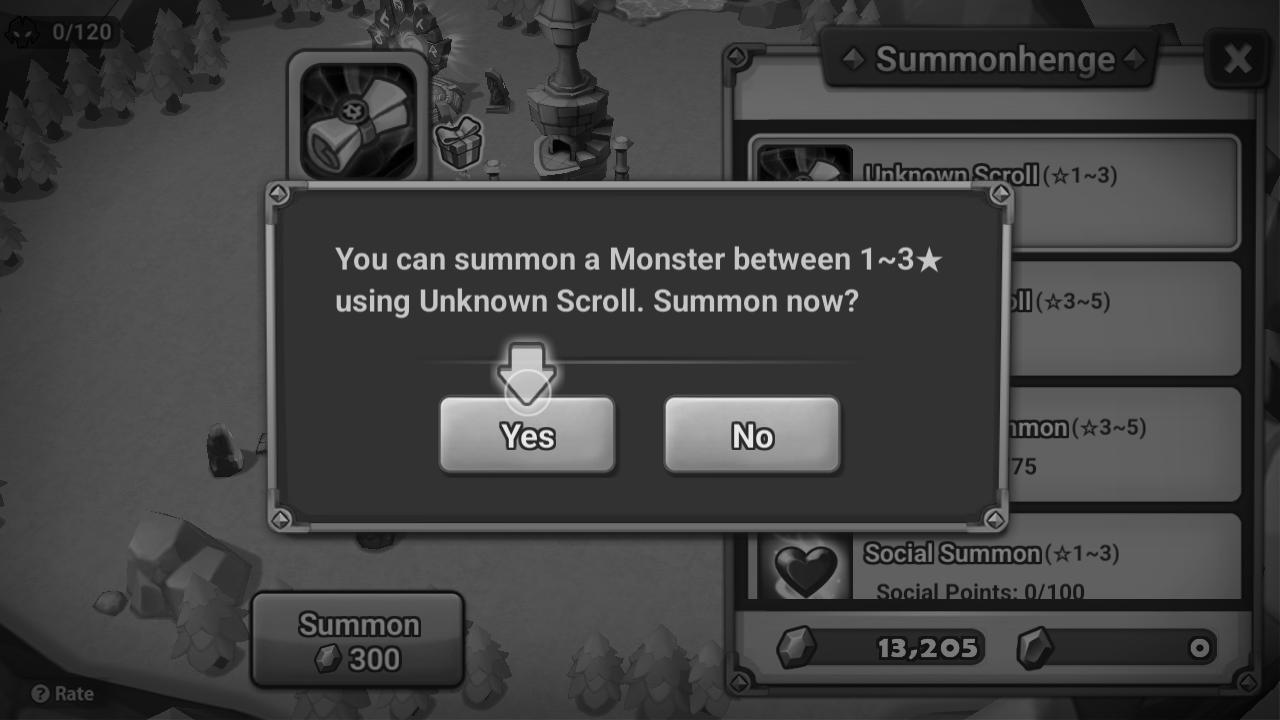 0/120
Summonhenge
X
Unknown Scroll (☆1~3)
You can summon a Monster between 1~3★
using Unknown Scroll. Summon now?
(☆3~5)
(☆3~5)
75
Yes
No
Social Summon (☆1~3)
Social Points: 0/100
Summon
300
13,205
0
? Rate